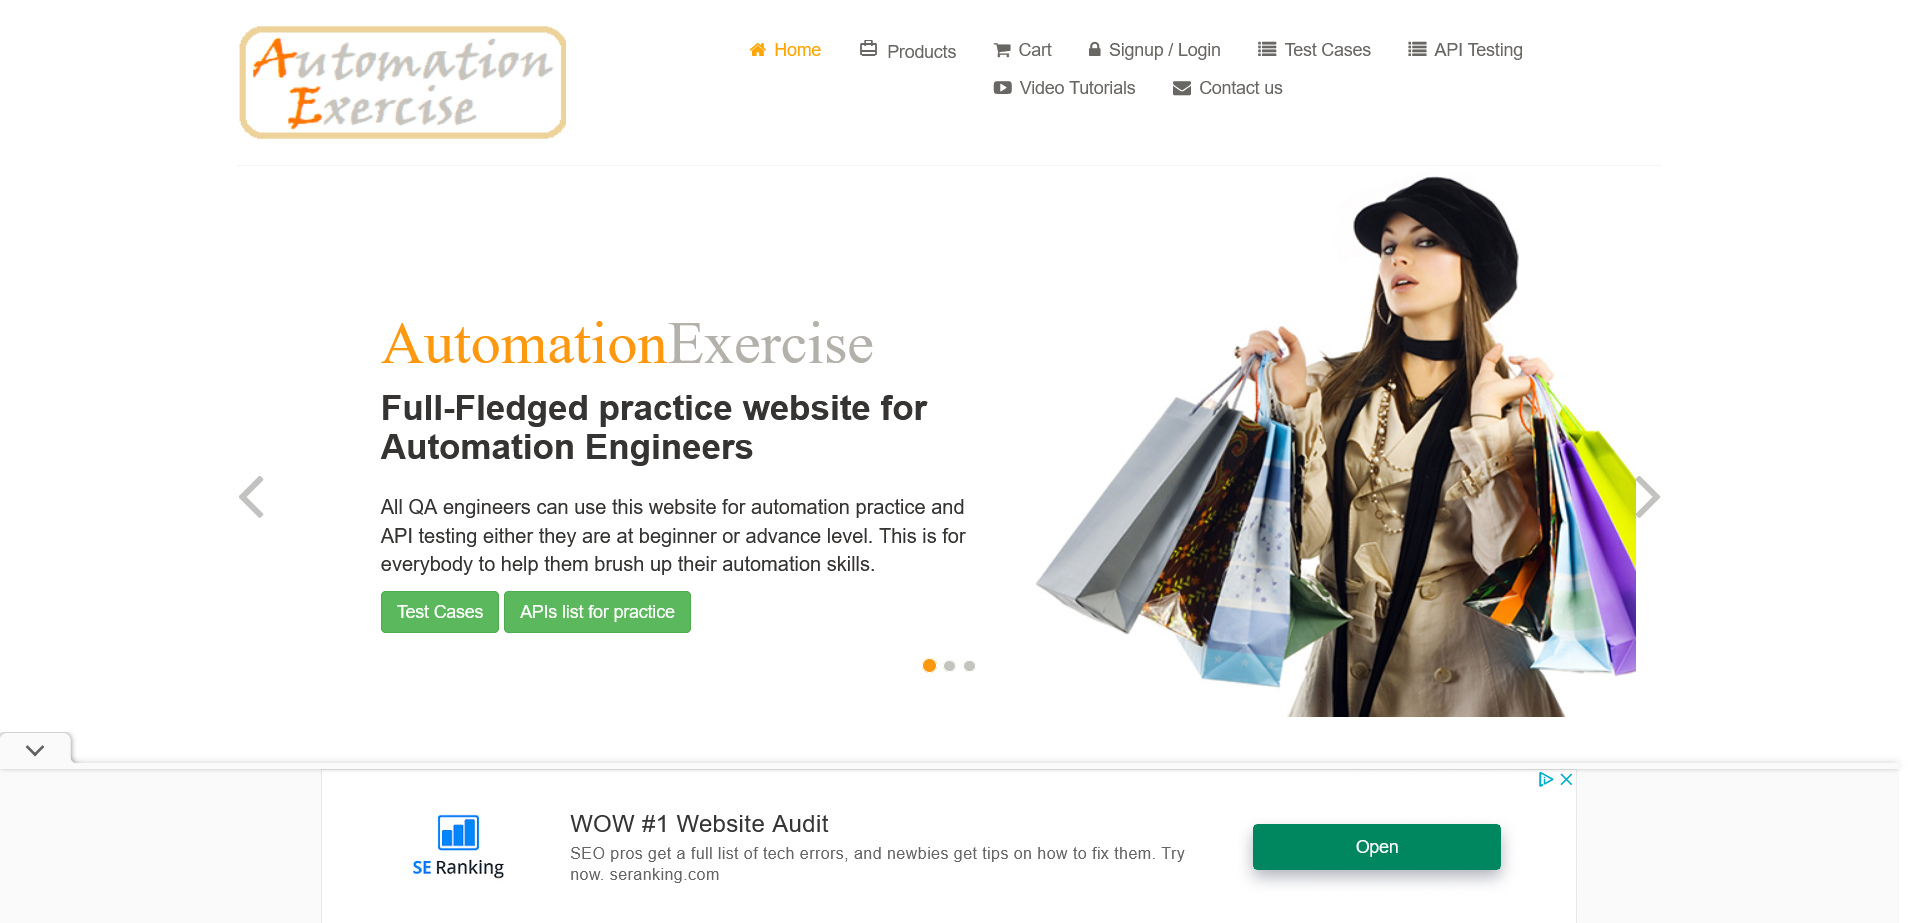 Automation
Exercise
Home
Products
Cart
Signup / Login
Test Cases
API Testing
Video Tutorials
Contact us
AutomationExercise
Full-Fledged practice website for
Automation Engineers
All QA engineers can use this website for automation practice and
API testing either they are at beginner or advance level. This is for
everybody to help them brush up their automation skills.
Test Cases
APIs list for practice
SE Ranking
WOW #1 Website Audit
SEO pros get a full list of tech errors, and newbies get tips on how to fix them. Try
now. seranking.com
Open